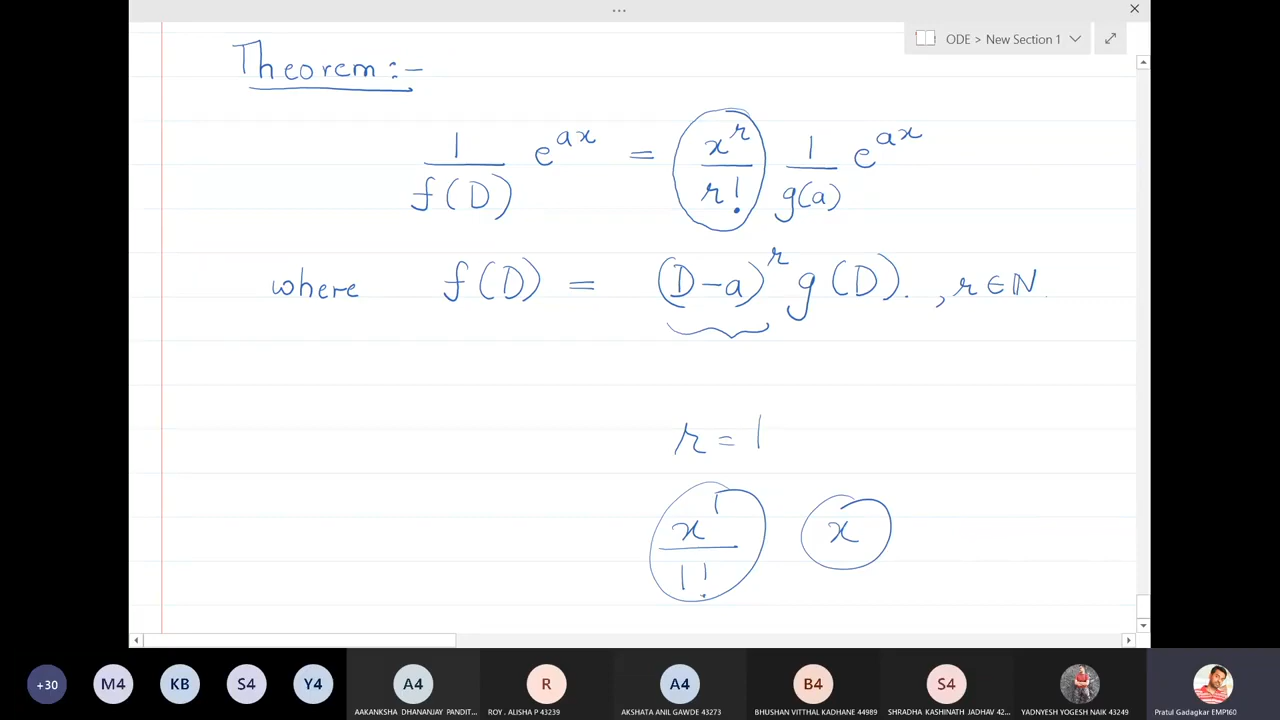 ODE > New Section 1
Theorem :-
1/f(D) e^{ax} = x^r/r! 1/g(a) e^{ax}
where f(D) = (D-a)^r g(D). , r∈ℕ.
r = 1
x^1/1! x
+30 M4 KB S4 Y4 A4 R A4 B4 S4
AAKANKSHA DHANANJAY PANDIT... ROY . ALISHA P 43239 AKSHATA ANIL GAWDE 43273 BHUSHAN VITTHAL KADHANE 44989 SHRADHA KASHINATH JADHAV 42... YADNYESH YOGESH NAIK 43249 Pratul Gadagkar EMP160